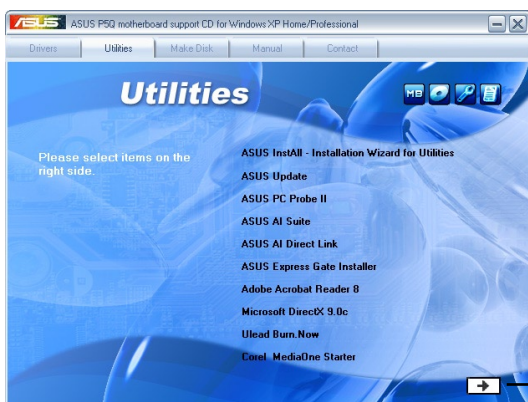 ASUS ASUS P5Q motherboard support CD for Windows XP Home/Professional
Drivers Utilities Make Disk Manual Contact
Utilities
MB
Please select items on the
right side.
ASUS InstAll - Installation Wizard for Utilities
ASUS Update
ASUS PC Probe II
ASUS AI Suite
ASUS AI Direct Link
ASUS Express Gate Installer
Adobe Acrobat Reader 8
Microsoft DirectX 9.0c
Ulead Burn.Now
Corel MediaOne Starter